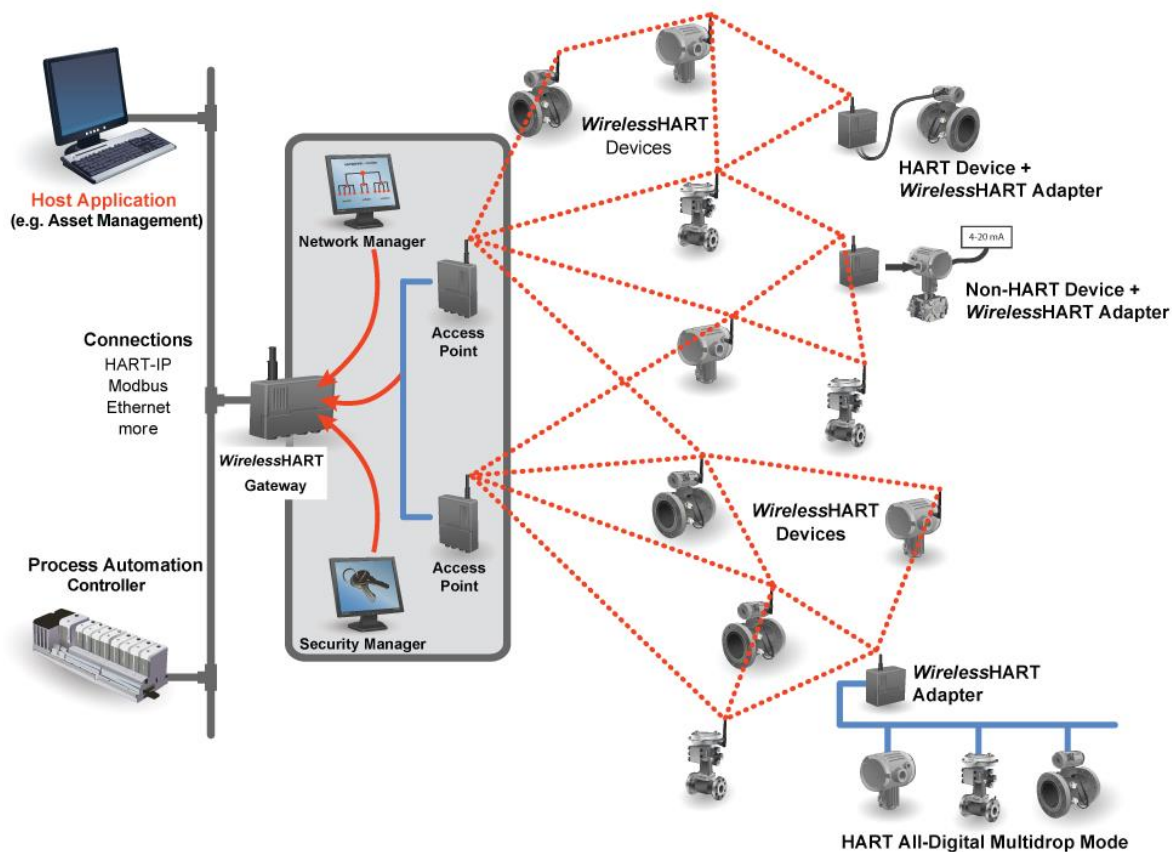 Host Application
(e.g. Asset Management)
Connections
HART-IP
Modbus
Ethernet
more
Process Automation
Controller
Network Manager
Access
Point
WirelessHART
Gateway
Access
Point
Security Manager
WirelessHART
Devices
HART Device +
WirelessHART Adapter
4-20 mA
Non-HART Device +
WirelessHART Adapter
WirelessHART
Devices
WirelessHART
Adapter
HART All-Digital Multidrop Mode